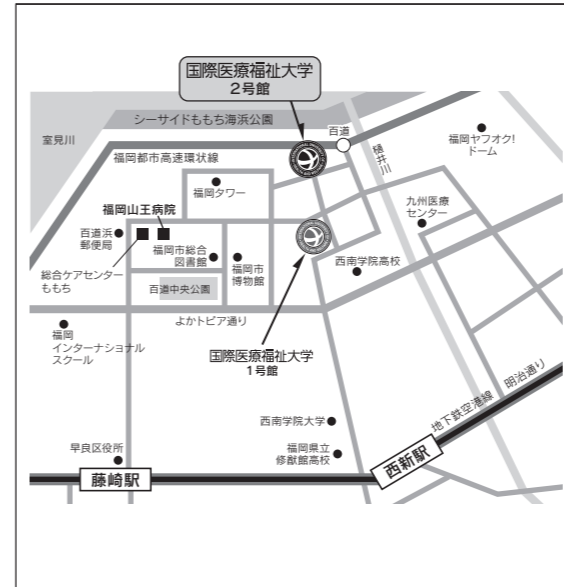 国際医療福祉大学
2号館
シーサイドももち海浜公園
室見川
百道
樋井川
福岡ヤフオク!
ドーム
福岡都市高速環状線
福岡タワー
福岡山王病院
九州医療
センター
百道浜
郵便局
福岡市総合
図書館
福岡市
博物館
西南学院高校
総合ケアセンター
ももち
百道中央公園
よかトピア通り
福岡
インターナショナル
スクール
国際医療福祉大学
1号館
明治通り
地下鉄空港線
西南学院大学
福岡県立
修猷館高校
早良区役所
西新駅
藤崎駅